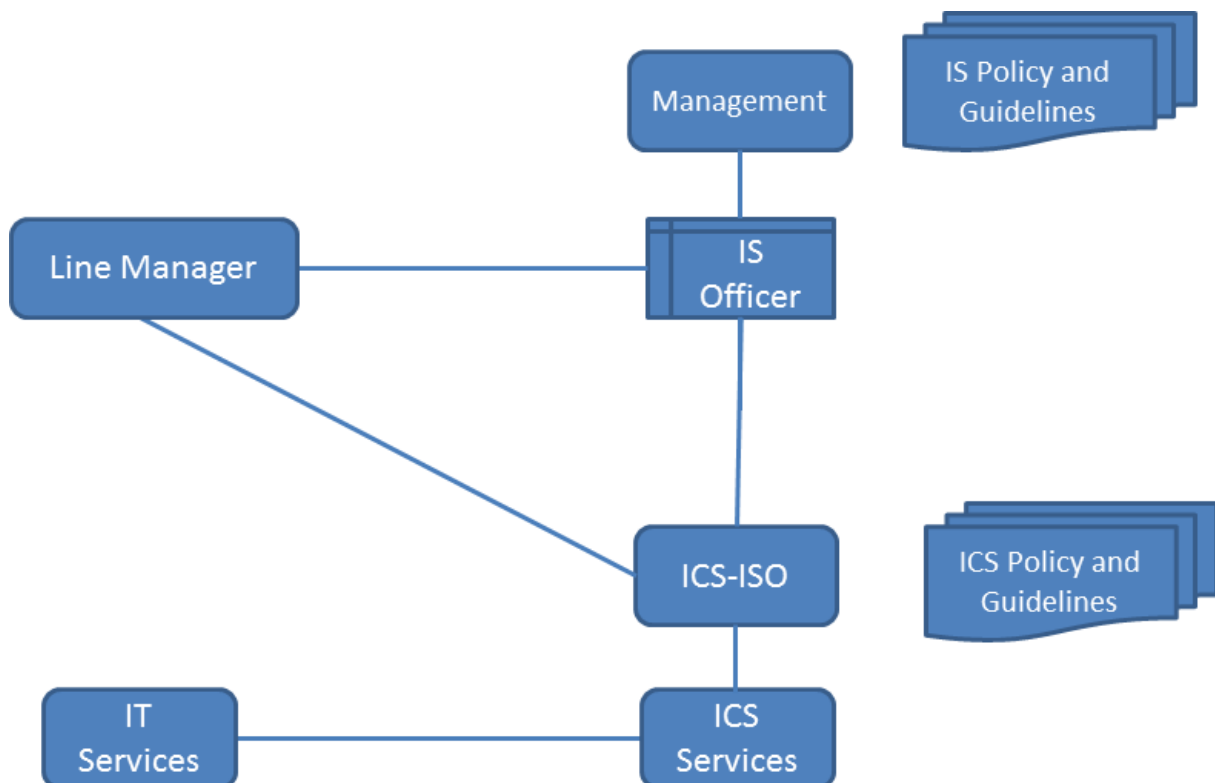 Management
IS Policy and
Guidelines
Line Manager
IS
Officer
ICS-ISO
ICS Policy and
Guidelines
IT
Services
ICS
Services